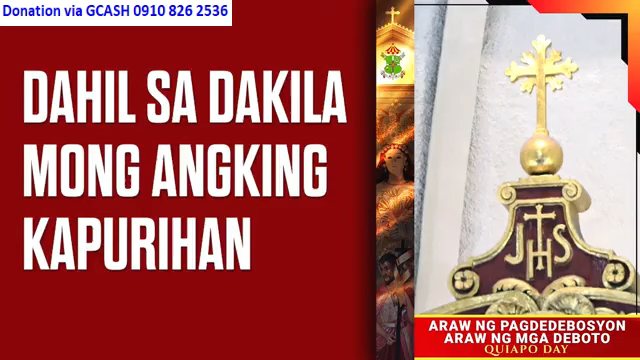 Donation via GCASH 0910 826 2536
DAHIL SA DAKILA
MONG ANGKING
KAPURIHAN
JHS
ARAW NG PAGDEDEBOSYON
ARAW NG MGA DEBOTO
QUIAPO DAY